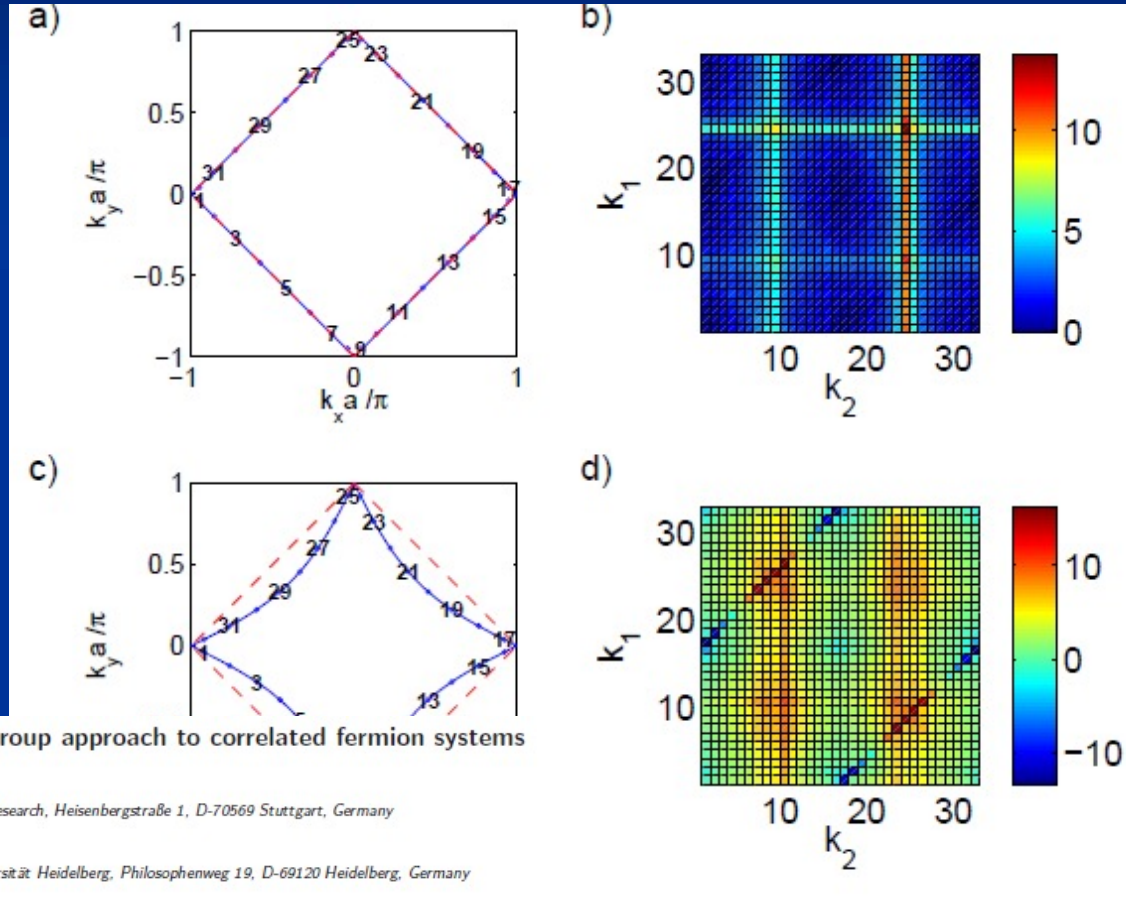 a)
1
0.5
0
−0.5
−1
−1 0 1
k_y a /π
k_x a /π
25 23
27
21
29
19
31
17
1
15
3
13
5
11
7
9
b)
30
20
10
k_1
10 20 30
k_2
10
5
0
c)
1
0.5
0
k_y a /π
25
23
27
21
29
19
31
17
1
15
3
13
d)
30
20
10
k_1
10 20 30
k_2
10
0
−10
roup approach to correlated fermion systems
esearch, Heisenbergstraße 1, D-70569 Stuttgart, Germany
rsität Heidelberg, Philosophenweg 19, D-69120 Heidelberg, Germany